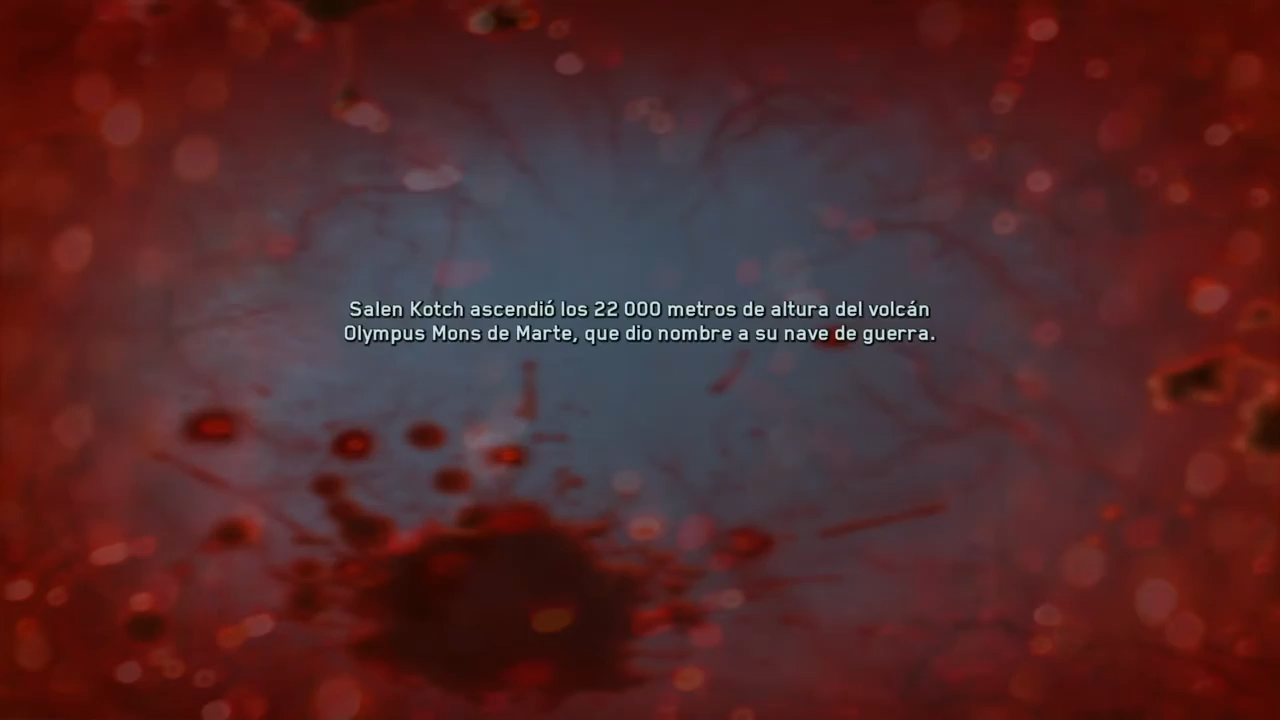 Salen Kotch ascendió los 22 000 metros de altura del volcán
Olympus Mons de Marte, que dio nombre a su nave de guerra.